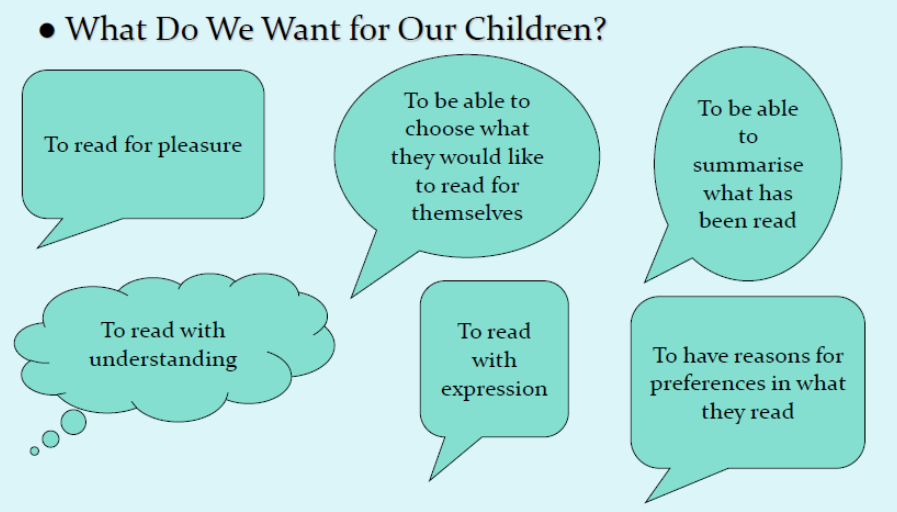 ● What Do We Want for Our Children?
To read for pleasure
To be able to
choose what
they would like
to read for
themselves
To be able
to
summarise
what has
been read
To read with
understanding
To read
with
expression
To have reasons for
preferences in what
they read